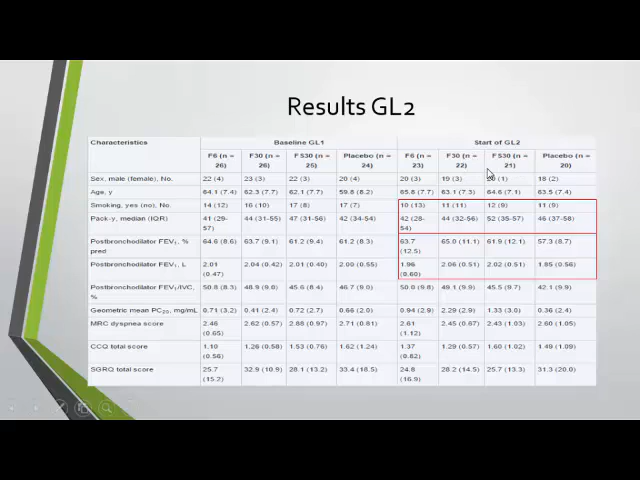 Results GL2
Characteristics Baseline GL1 Start of GL2
F6 (n = 26) F30 (n = 26) FS30 (n = 25) Placebo (n = 24) F6 (n = 23) F30 (n = 22) FS30 (n = 21) Placebo (n = 20)
Sex, male (female), No. 22 (4) 23 (3) 22 (3) 20 (4) 20 (3) 19 (3) (1) 18 (2)
Age, y 64.1 (7.4) 62.3 (7.7) 62.1 (7.7) 59.8 (8.2) 65.8 (7.7) 63.1 (7.3) 64.6 (7.1) 63.5 (7.4)
Smoking, yes (no), No. 14 (12) 16 (10) 17 (8) 17 (7) 10 (13) 11 (11) 12 (9) 11 (9)
Pack-y, median (IQR) 41 (29-57) 44 (31-55) 47 (31-56) 42 (34-54) 42 (28-54) 44 (32-56) 52 (35-57) 46 (37-58)
Postbronchodilator FEV₁, % pred 64.6 (8.6) 63.7 (9.1) 61.2 (9.4) 61.2 (8.3) 63.7 (12.5) 65.0 (11.1) 61.9 (12.1) 57.3 (8.7)
Postbronchodilator FEV₁, L 2.01 (0.47) 2.04 (0.42) 2.01 (0.40) 2.00 (0.55) 1.96 (0.60) 2.06 (0.51) 2.02 (0.51) 1.85 (0.56)
Postbronchodilator FEV₁/IVC, % 50.8 (8.3) 48.9 (9.0) 45.6 (8.4) 46.7 (9.0) 50.0 (9.8) 49.1 (9.9) 45.5 (9.7) 42.1 (9.9)
Geometric mean PC₂₀, mg/mL 0.71 (3.2) 0.41 (2.4) 0.72 (2.7) 0.66 (2.0) 0.94 (2.9) 2.29 (2.9) 1.33 (3.0) 0.36 (2.4)
MRC dyspnea score 2.46 (0.65) 2.62 (0.57) 2.88 (0.97) 2.71 (0.81) 2.61 (1.12) 2.45 (0.67) 2.43 (1.03) 2.60 (1.05)
CCQ total score 1.10 (0.56) 1.26 (0.58) 1.53 (0.76) 1.62 (1.24) 1.37 (0.82) 1.29 (0.57) 1.60 (1.02) 1.49 (1.09)
SGRQ total score 25.7 (15.2) 32.9 (10.9) 28.1 (13.2) 33.4 (18.5) 24.8 (16.9) 28.2 (14.5) 25.7 (13.3) 31.3 (20.0)